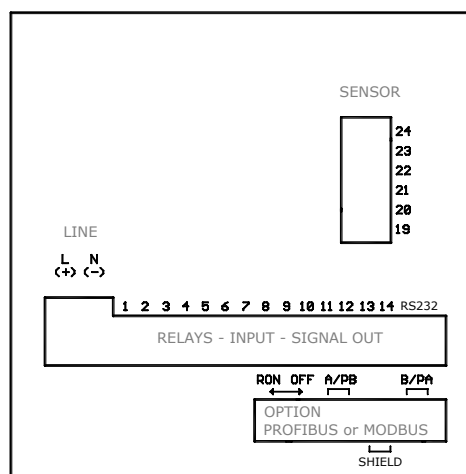 SENSOR
24
23
22
21
20
19
LINE
L N
(+) (-)
1 2 3 4 5 6 7 8 9 10 11 12 13 14 RS232
RELAYS - INPUT - SIGNAL OUT
RON OFF A/PB B/PA
OPTION
PROFIBUS or MODBUS
SHIELD